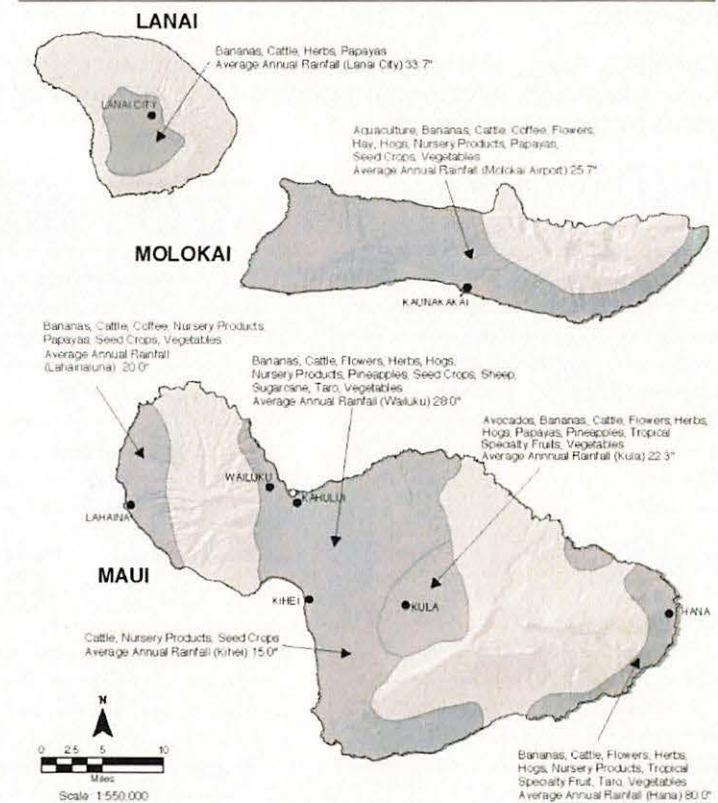 LANAI
Bananas, Cattle, Herbs, Papayas
Average Annual Rainfall (Lanai City) 33.7"
LANAI CITY
Aquaculture, Bananas, Cattle, Coffee, Flowers,
Hay, Hogs, Nursery Products, Papayas,
Seed Crops, Vegetables
Average Annual Rainfall (Molokai Airport) 25.7"
MOLOKAI
KAUNAKAKAI
Bananas, Cattle, Coffee, Nursery Products
Papayas, Seed Crops, Vegetables
Average Annual Rainfall
(Lahainaluna) 20.0"
Bananas, Cattle, Flowers, Herbs, Hogs,
Nursery Products, Pineapples, Seed Crops, Sheep,
Sugarcane, Taro, Vegetables
Average Annual Rainfall (Wailuku) 28.0"
Avocados, Bananas, Cattle, Flowers, Herbs,
Hogs, Papayas, Pineapples, Tropical
Specialty Fruits, Vegetables
Average Annnual Rainfall (Kula) 22.3"
WAILUKU
KAHULUI
LAHAINA
MAUI
KIHEI
KULA
HANA
Cattle, Nursery Products, Seed Crops
Average Annual Rainfall (Kihei) 15.0"
N
0 2.5 5 10
Miles
Scale 1:550,000
Bananas, Cattle, Flowers, Herbs,
Hogs, Nursery Products, Tropical
Specialty Fruit, Taro, Vegetables
Average Annual Rainfall (Hana) 80.0"